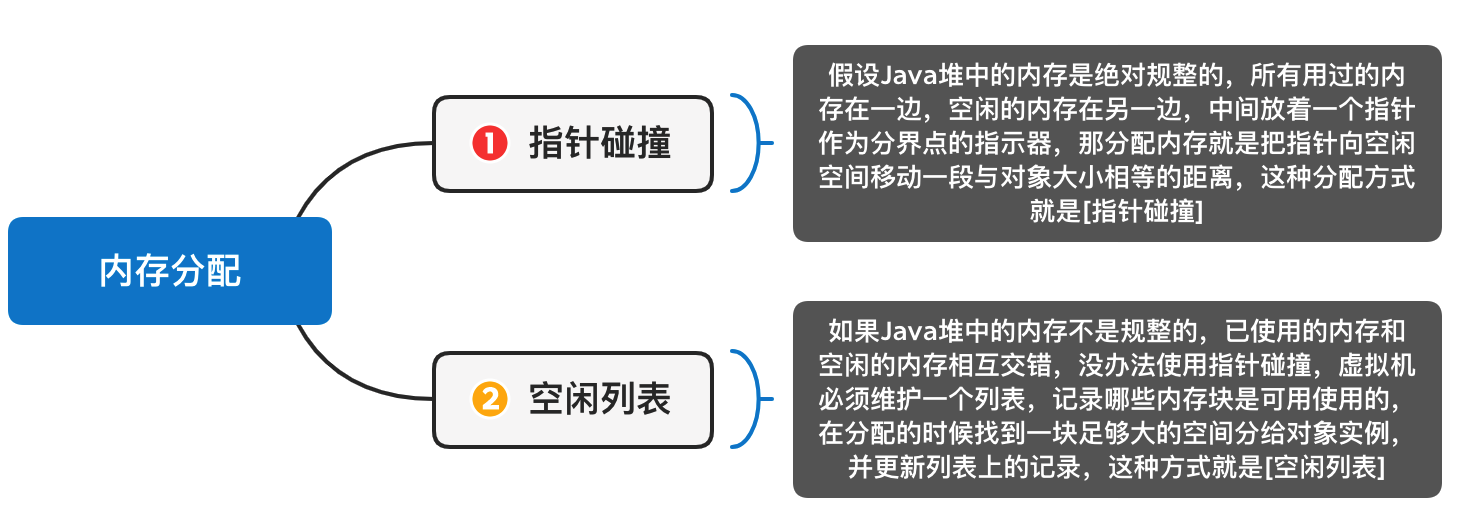 内存分配
1 指针碰撞
假设Java堆中的内存是绝对规整的，所有用过的内
存在一边，空闲的内存在另一边，中间放着一个指针
作为分界点的指示器，那分配内存就是把指针向空闲
空间移动一段与对象大小相等的距离，这种分配方式
就是[指针碰撞]
2 空闲列表
如果Java堆中的内存不是规整的，已使用的内存和
空闲的内存相互交错，没办法使用指针碰撞，虚拟机
必须维护一个列表，记录哪些内存块是可用使用的，
在分配的时候找到一块足够大的空间分给对象实例，
并更新列表上的记录，这种方式就是[空闲列表]